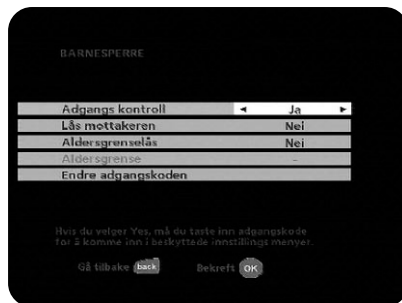 BARNESPERRE
Adgangs kontroll ◄ Ja ►
Lås mottakeren Nei
Aldersgrenselås Nei
Aldersgrense -
Endre adgangskoden
Hvis du velger Yes, må du taste inn adgangskode
for å komme inn i beskyttede innstillings menyer.
Gå tilbake back Bekreft OK